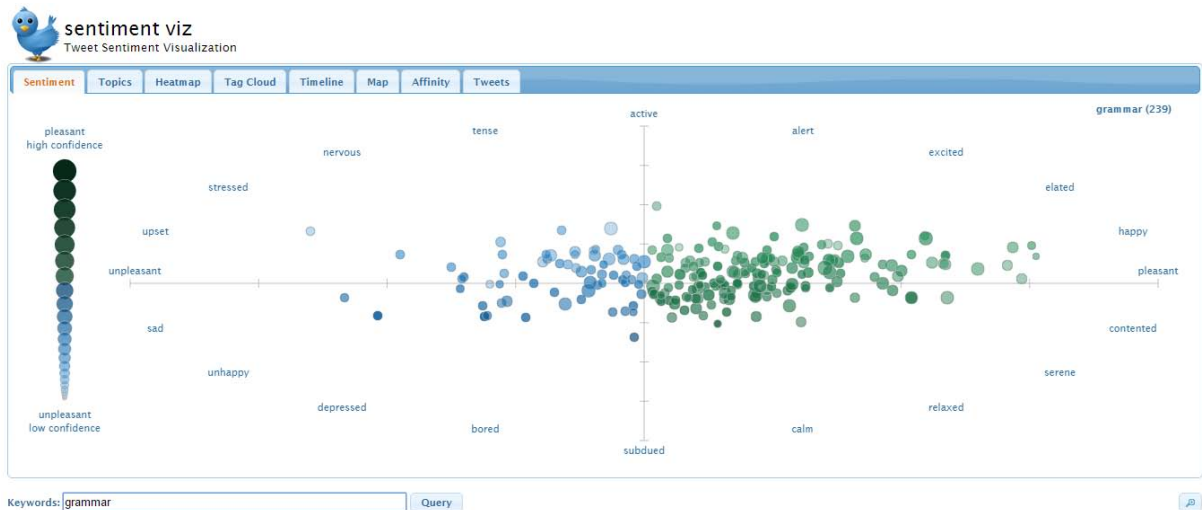 sentiment viz
Tweet Sentiment Visualization
Sentiment Topics Heatmap Tag Cloud Timeline Map Affinity Tweets
grammar (239)
active
tense alert
nervous excited
stressed elated
upset happy
unpleasant pleasant
sad contented
unhappy serene
depressed relaxed
bored calm
subdued
pleasant
high confidence
unpleasant
low confidence
Keywords: grammar Query